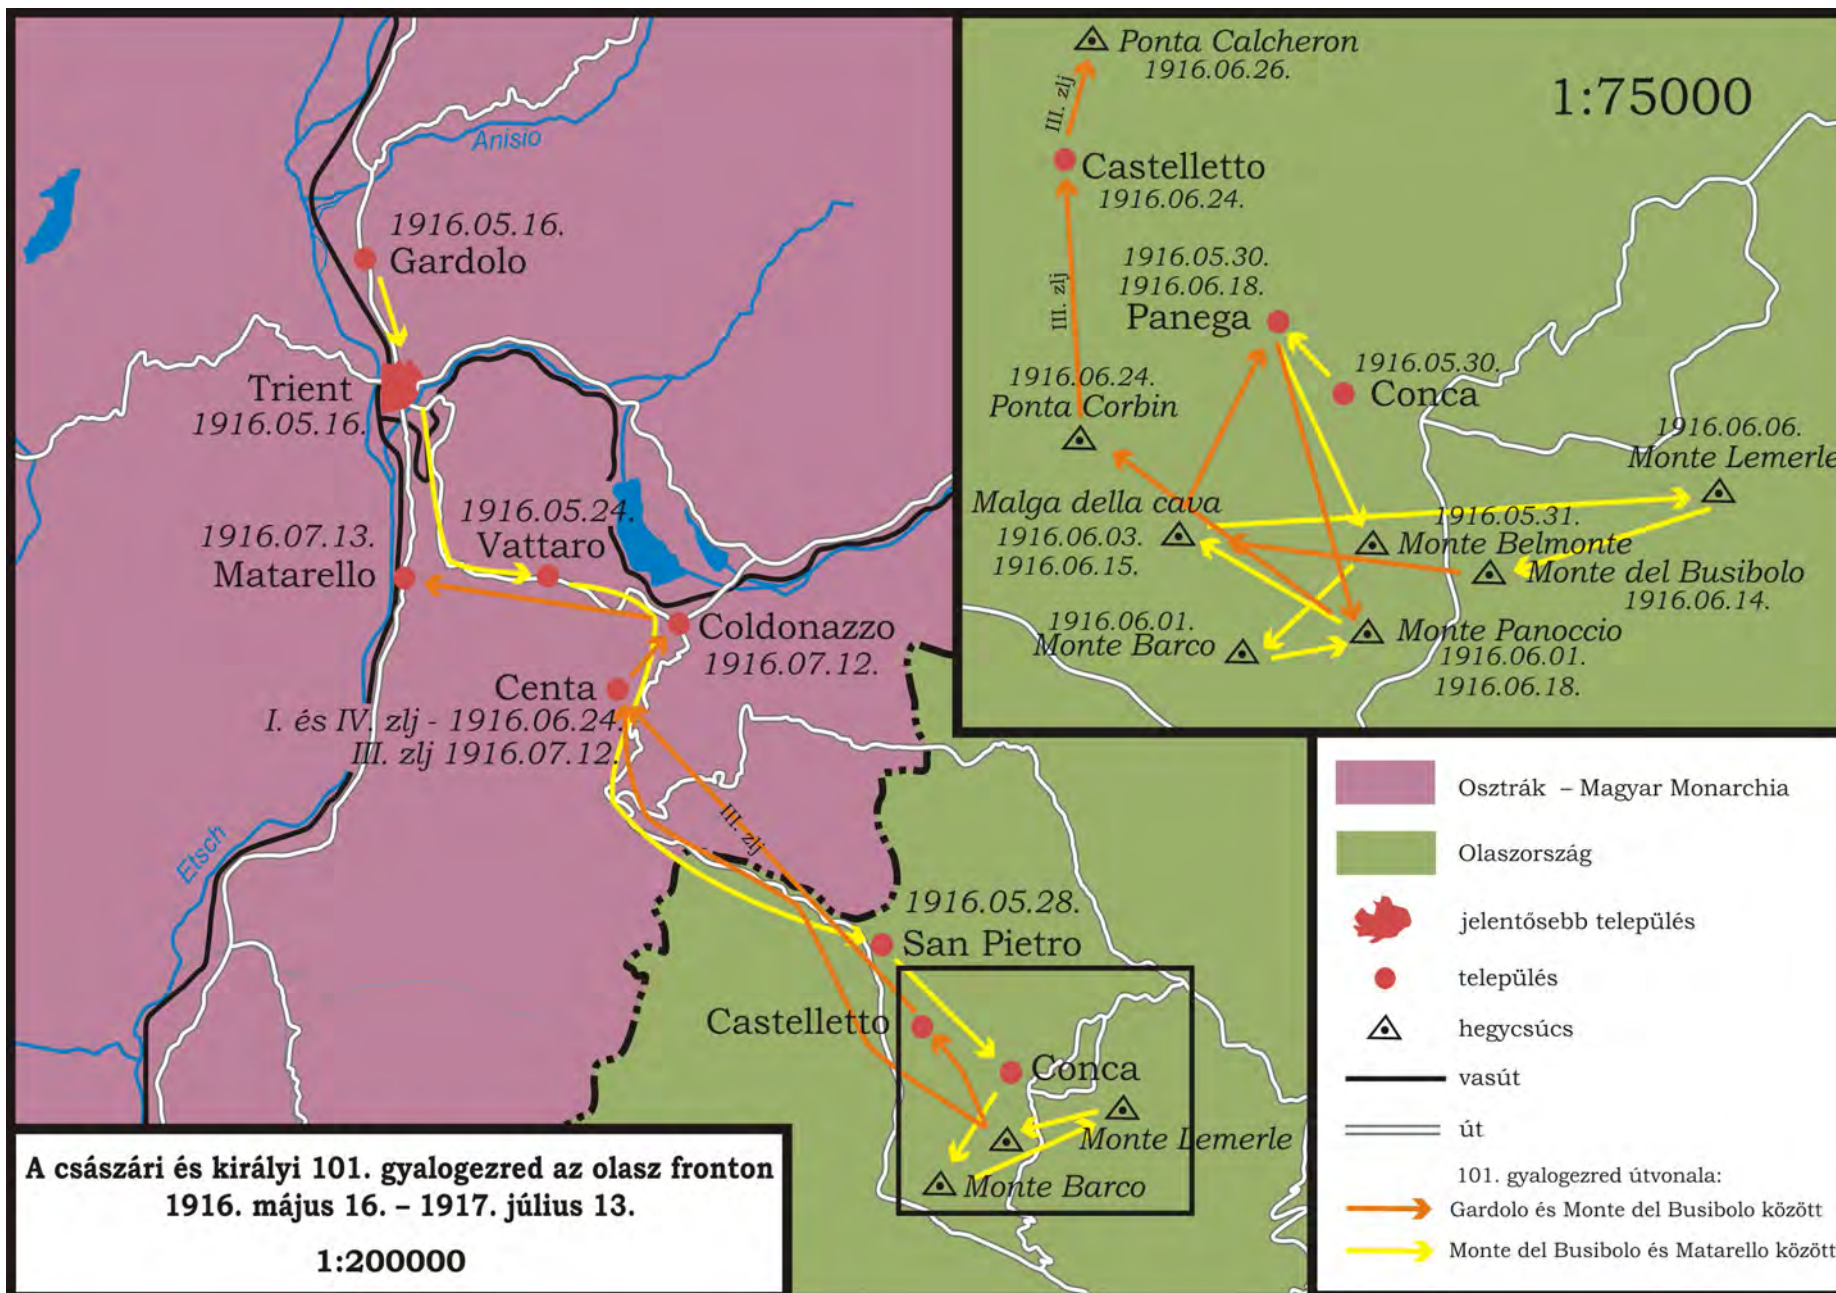 Anisio
1916.05.16.
Gardolo
Trient
1916.05.16.
1916.05.24.
Vattaro
1916.07.13.
Matarello
Coldonazzo
1916.07.12.
Centa
I. és IV. zlj - 1916.06.24.
III. zlj 1916.07.12.
III. zlj
Etsch
1916.05.28.
San Pietro
Castelletto
Conca
Monte Lemerle
Monte Barco
Ponta Calcheron
1916.06.26.
1:75000
III. zlj
Castelletto
1916.06.24.
III. zlj
1916.05.30.
1916.06.18.
Panega
1916.05.30.
Conca
1916.06.24.
Ponta Corbin
1916.06.06.
Monte Lemerle
Malga della cava
1916.06.03.
1916.06.15.
1916.05.31.
Monte Belmonte
Monte del Busibolo
1916.06.14.
1916.06.01.
Monte Barco
Monte Panoccio
1916.06.01.
1916.06.18.
A császári és királyi 101. gyalogezred az olasz fronton
1916. május 16. – 1917. július 13.
1:200000
Osztrák – Magyar Monarchia
Olaszország
jelentősebb település
település
hegycsúcs
vasút
út
101. gyalogezred útvonala:
Gardolo és Monte del Busibolo között
Monte del Busibolo és Matarello között